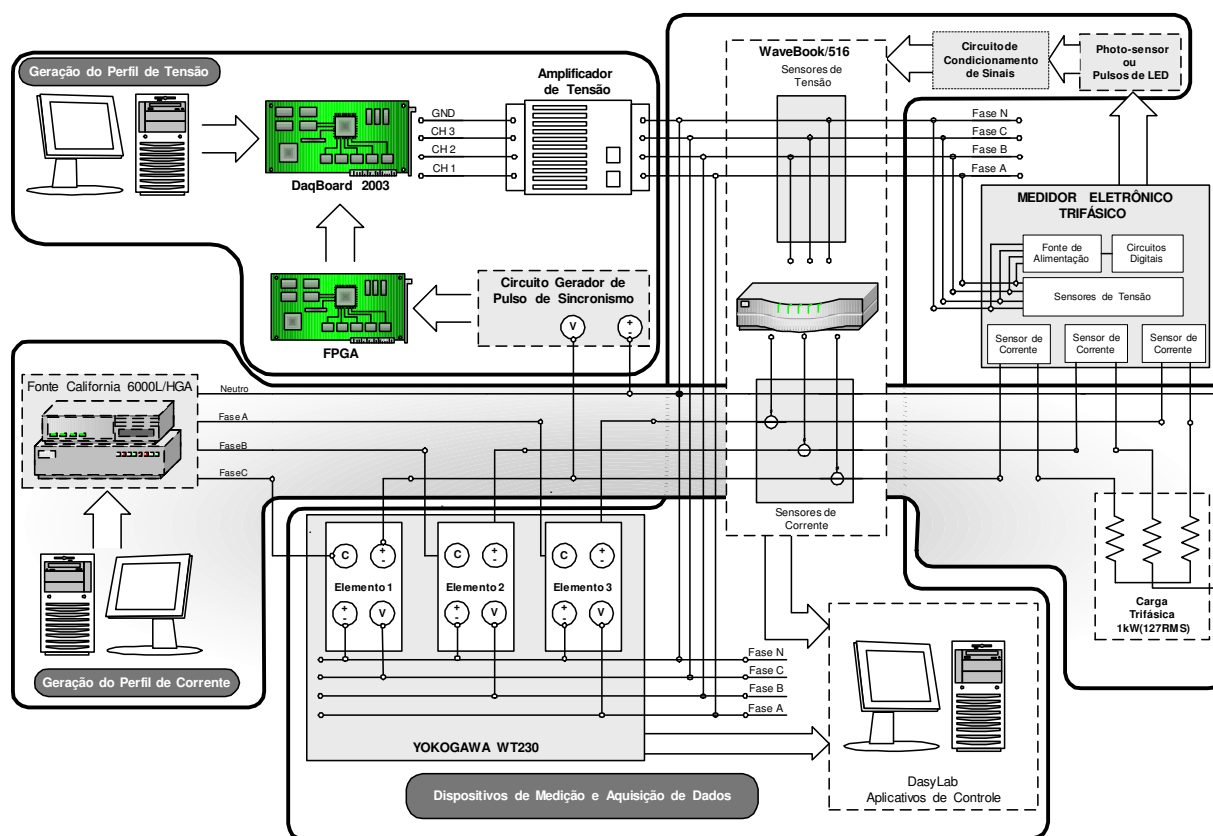 Geração do Perfil de Tensão
DaqBoard 2003
GND
CH 3
CH 2
CH 1
Amplificador
de Tensão
FPGA
Circuito Gerador de
Pulso de Sincronismo
V
+
-
WaveBook/516
Sensores de
Tensão
Circuito de
Condicionamento
de Sinais
Photo-sensor
ou
Pulsos de LED
Fase N
Fase C
Fase B
Fase A
MEDIDOR ELETRÔNICO
TRIFÁSICO
Fonte de
Alimentação
Circuitos
Digitais
Sensores de Tensão
Sensor de
Corrente
Sensor de
Corrente
Sensor de
Corrente
Fonte California 6000L/HGA
Neutro
Fase A
Fase B
Fase C
Sensores de
Corrente
C
+
-
Elemento 1
+
-
V
C
+
-
Elemento 2
+
-
V
C
+
-
Elemento 3
+
-
V
Fase N
Fase C
Fase B
Fase A
YOKOGAWA WT230
Geração do Perfil de Corrente
Carga
Trifásica
1kW(127RMS)
DasyLab
Aplicativos de Controle
Dispositivos de Medição e Aquisição de Dados